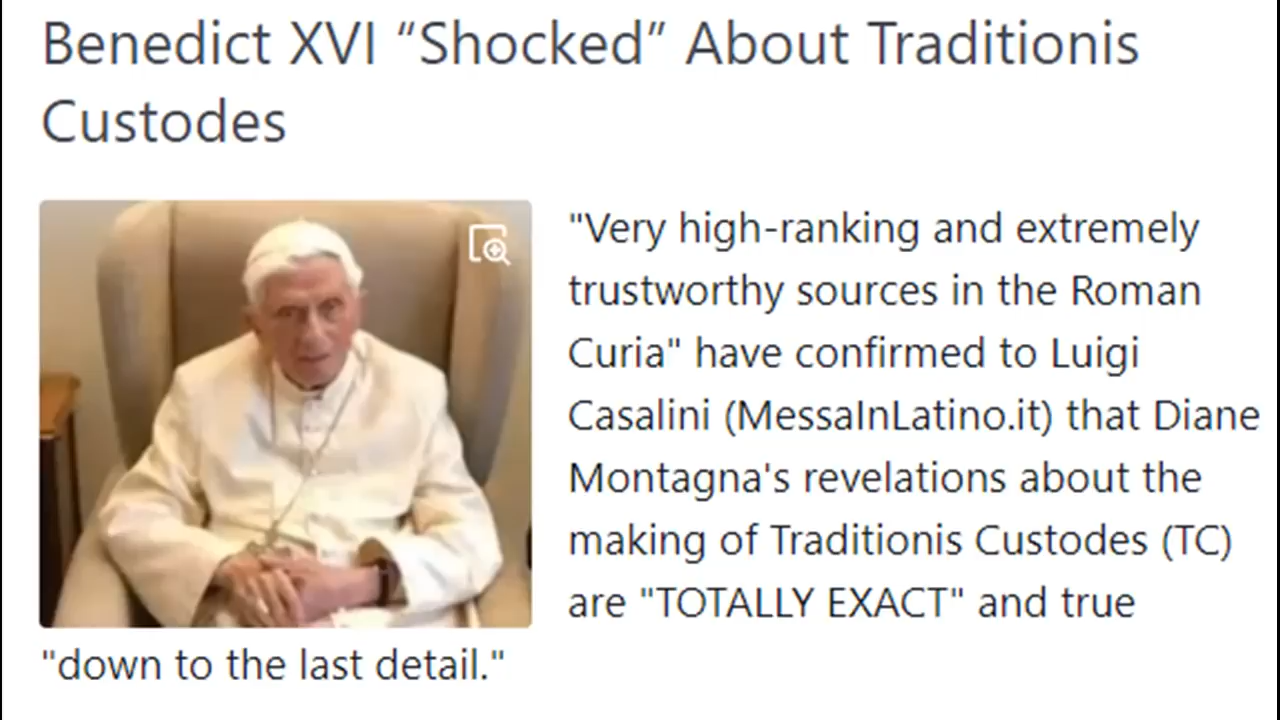 Benedict XVI “Shocked” About Traditionis
Custodes
"Very high-ranking and extremely
trustworthy sources in the Roman
Curia" have confirmed to Luigi
Casalini (MessaInLatino.it) that Diane
Montagna's revelations about the
making of Traditionis Custodes (TC)
are "TOTALLY EXACT" and true
"down to the last detail."